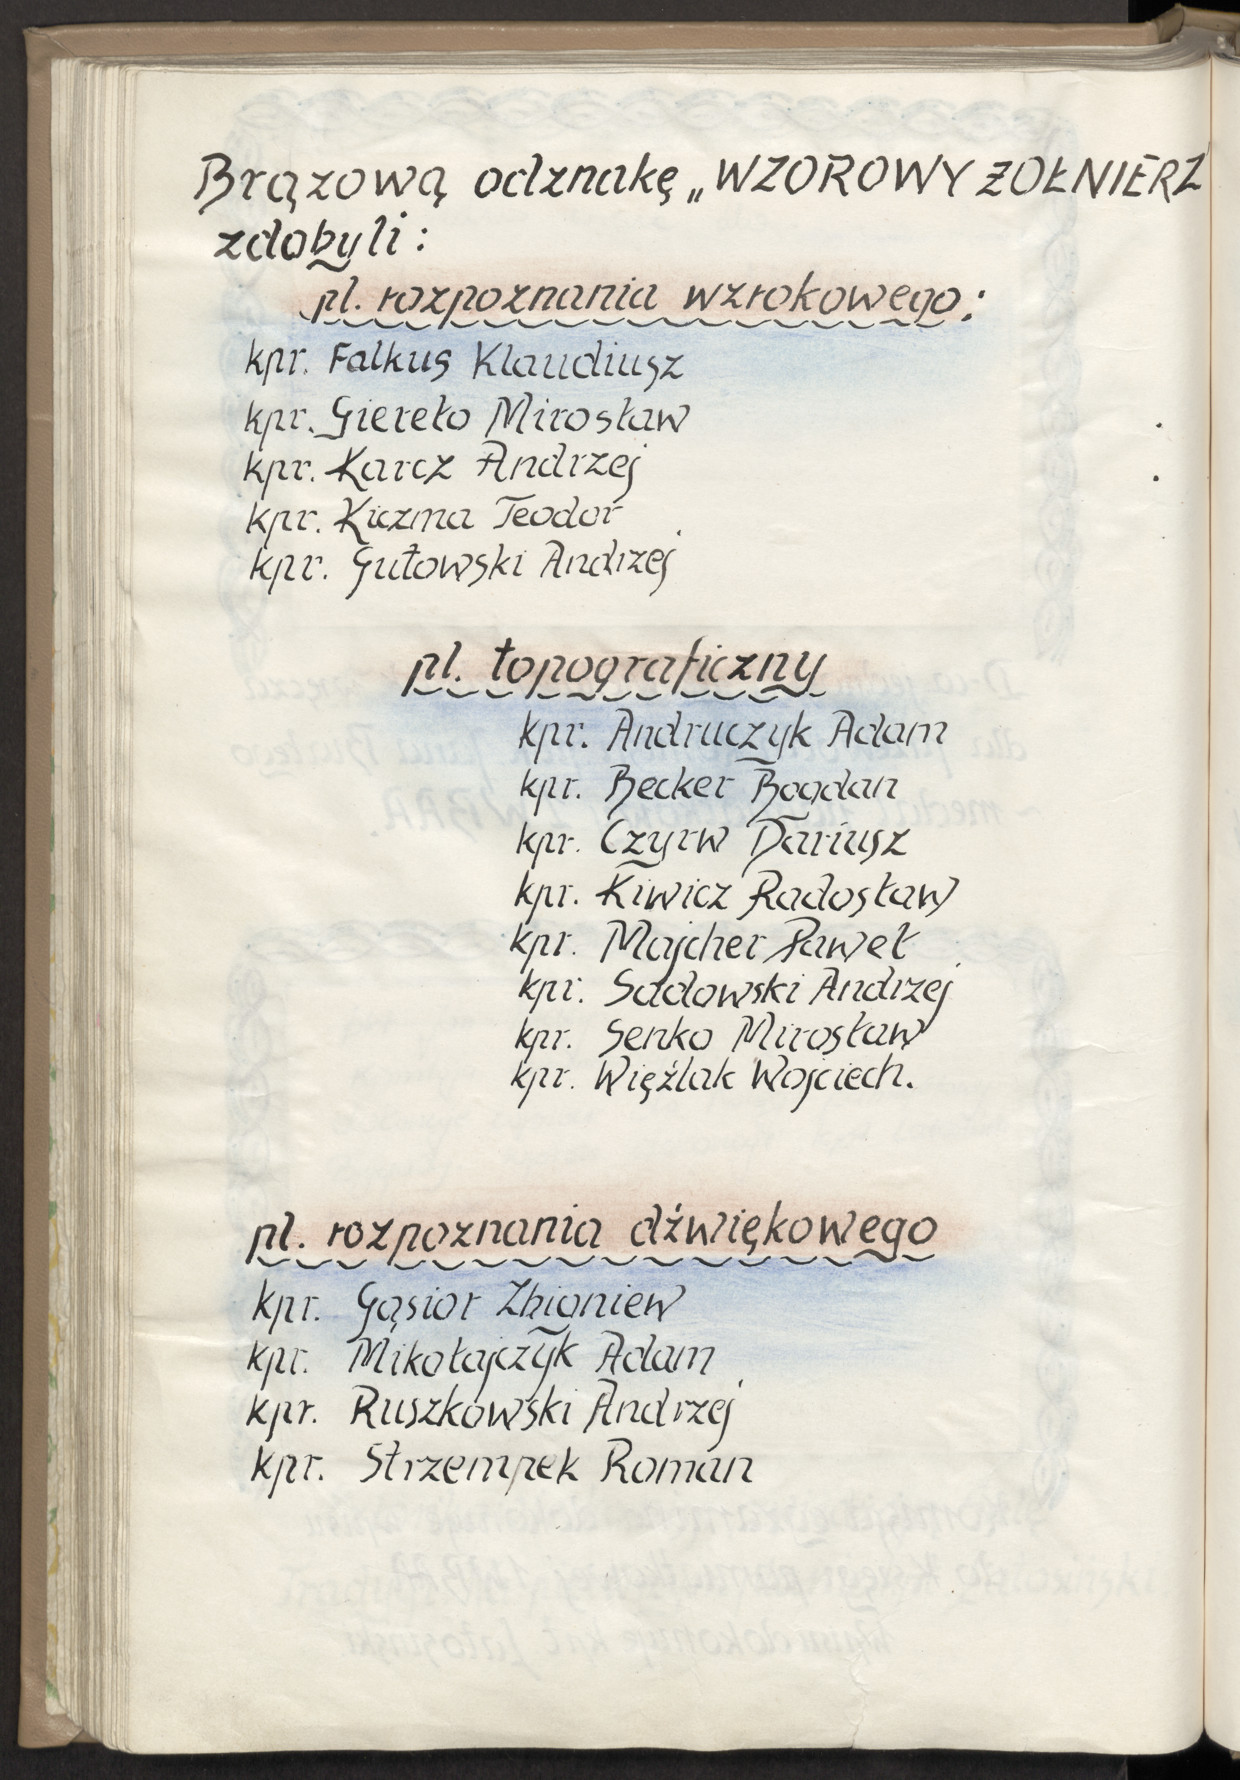 Brązową odznakę „WZOROWY ŻOŁNIERZ"
zdobyli:
pl. rozpoznania wzrokowego:
kpr. Falkus Klaudiusz
kpr. Giereło Mirosław
kpr. Karcz Andrzej
kpr. Kuzma Teodor
kpr. Gutowski Andrzej
pl. topograficzny
kpr. Andruczyk Adam
kpr. Becker Bogdan
kpr. Czyrw Dariusz
kpr. Kiwicz Radosław
kpr. Majcher Paweł
kpr. Sadowski Andrzej
kpr. Senko Mirosław
kpr. Więźlak Wojciech.
pl. rozpoznania dźwiękowego
kpr. Gąsior Zbigniew
kpr. Mikołajczyk Adam
kpr. Ruszkowski Andrzej
kpr. Strzempek Roman